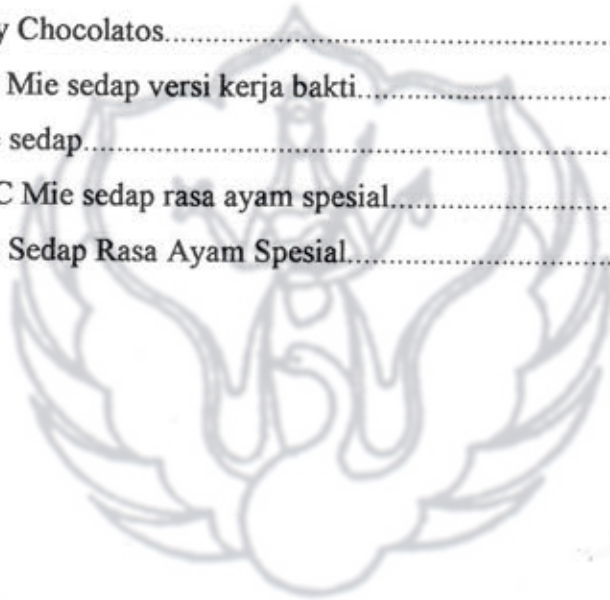 y Chocolatos..............................................................
Mie sedap versi kerja bakti...................................
sedap..........................................................................
C Mie sedap rasa ayam spesial..............................
Sedap Rasa Ayam Spesial.....................................